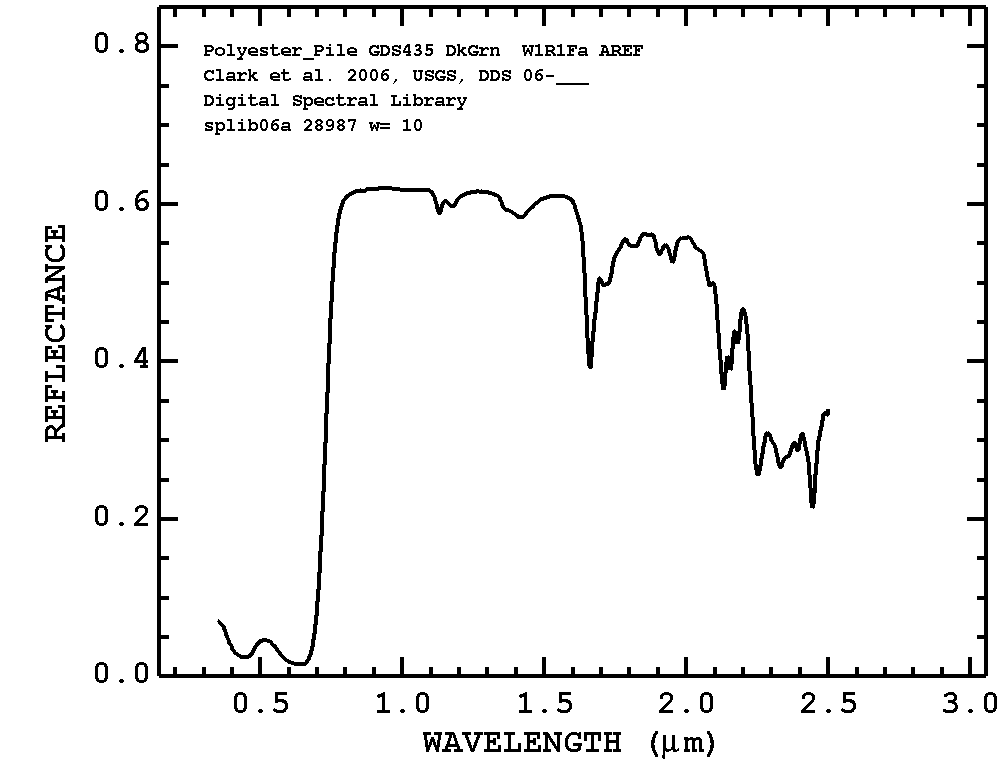 Polyester_Pile GDS435 DkGrn  W1R1Fa AREF
Clark et al. 2006, USGS, DDS 06-___
Digital Spectral Library
splib06a 28987 w= 10
REFLECTANCE
0.8
0.6
0.4
0.2
0.0
0.5 1.0 1.5 2.0 2.5 3.0
WAVELENGTH (μm)